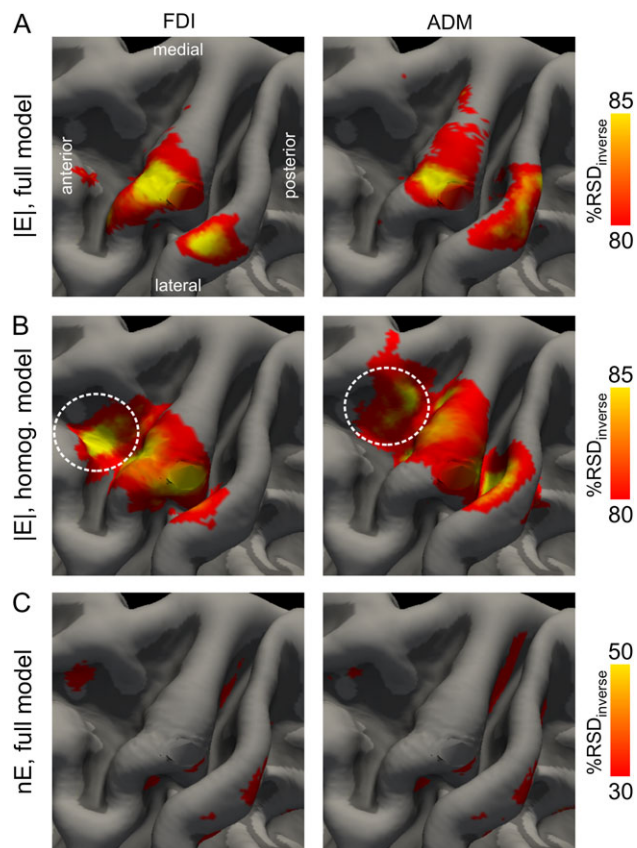 FDI
ADM
A
|E|, full model
medial
anterior
posterior
lateral
85
%RSDinverse
80
B
|E|, homog. model
85
%RSDinverse
80
C
nE, full model
50
%RSDinverse
30